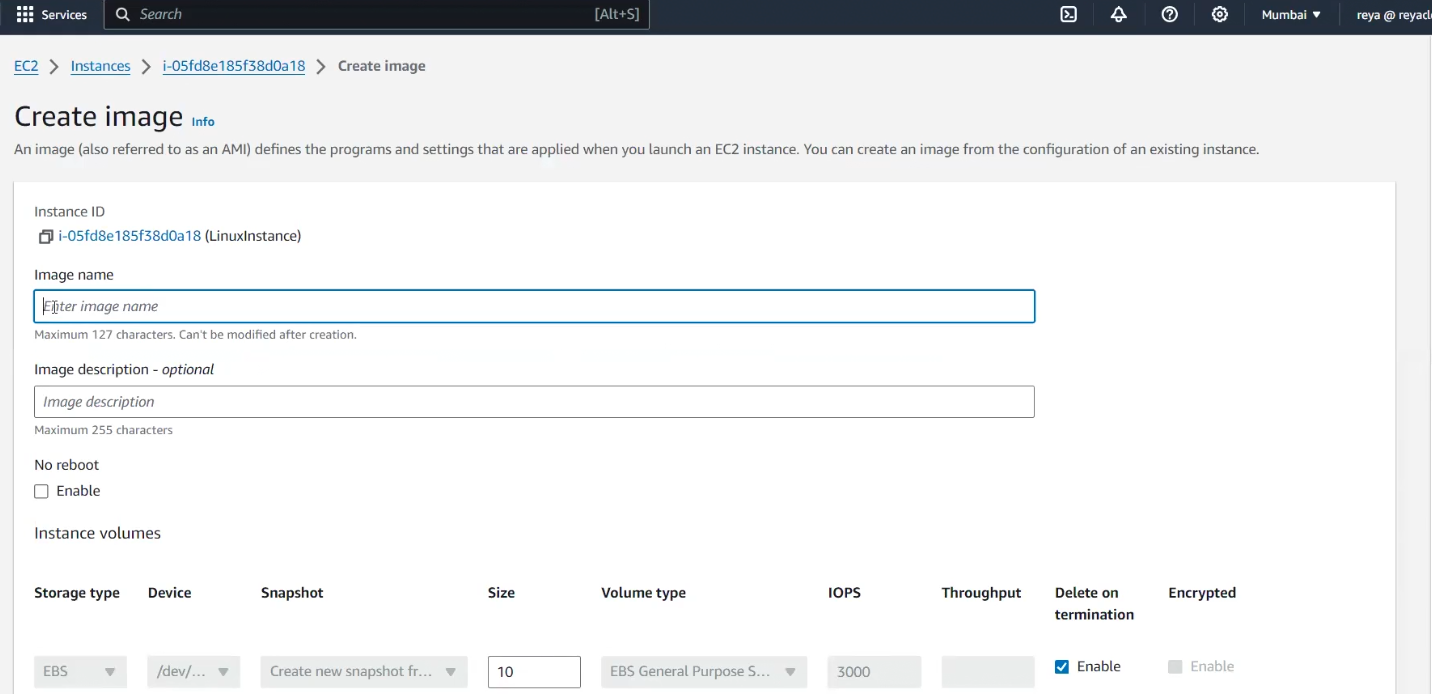 Services Search [Alt+S] Mumbai ▼ reya @ reyacl
EC2 > Instances > i-05fd8e185f38d0a18 > Create image
Create image Info
An image (also referred to as an AMI) defines the programs and settings that are applied when you launch an EC2 instance. You can create an image from the configuration of an existing instance.
Instance ID
i-05fd8e185f38d0a18 (LinuxInstance)
Image name
Enter image name
Maximum 127 characters. Can't be modified after creation.
Image description - optional
Image description
Maximum 255 characters
No reboot
Enable
Instance volumes
Storage type Device Snapshot Size Volume type IOPS Throughput Delete on termination Encrypted
EBS /dev/... Create new snapshot fr... 10 EBS General Purpose S... 3000 Enable Enable